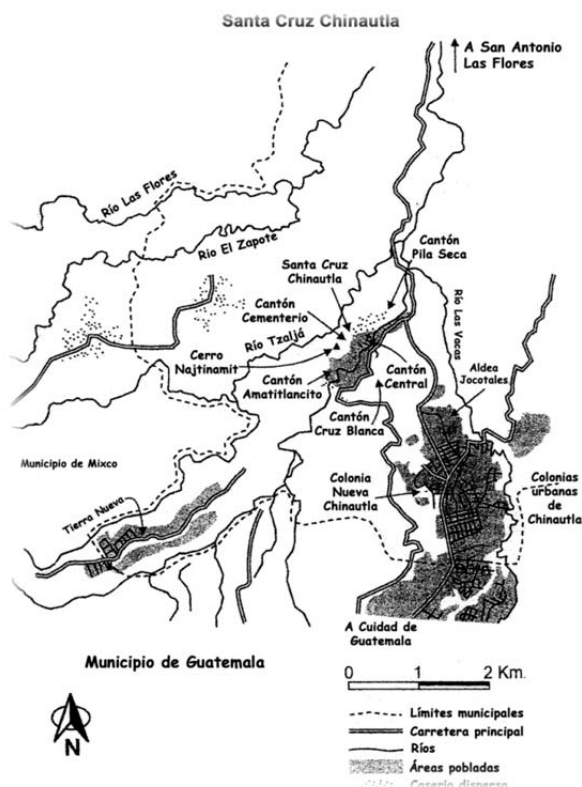 Santa Cruz Chinautla
A San Antonio
Las Flores
Río Las Flores
Rio El Zapote
Cantón
Pila Seca
Santa Cruz
Chinautla
Cantón
Cementerio
Río Tzaljá
Río Las Vacas
Cerro
Najtinamit
Cantón
Amatitlancito
Cantón
Central
Aldea
Jocotales
Cantón
Cruz Blanca
Municipio de Mixco
Colonia
Nueva
Chinautla
Colonias
urbanas
de
Chinautla
Tierra Nueva
A Cuidad de
Guatemala
Municipio de Guatemala
0 1 2 Km.
N
Límites municipales
Carretera principal
Ríos
Áreas pobladas
Caserio disperso